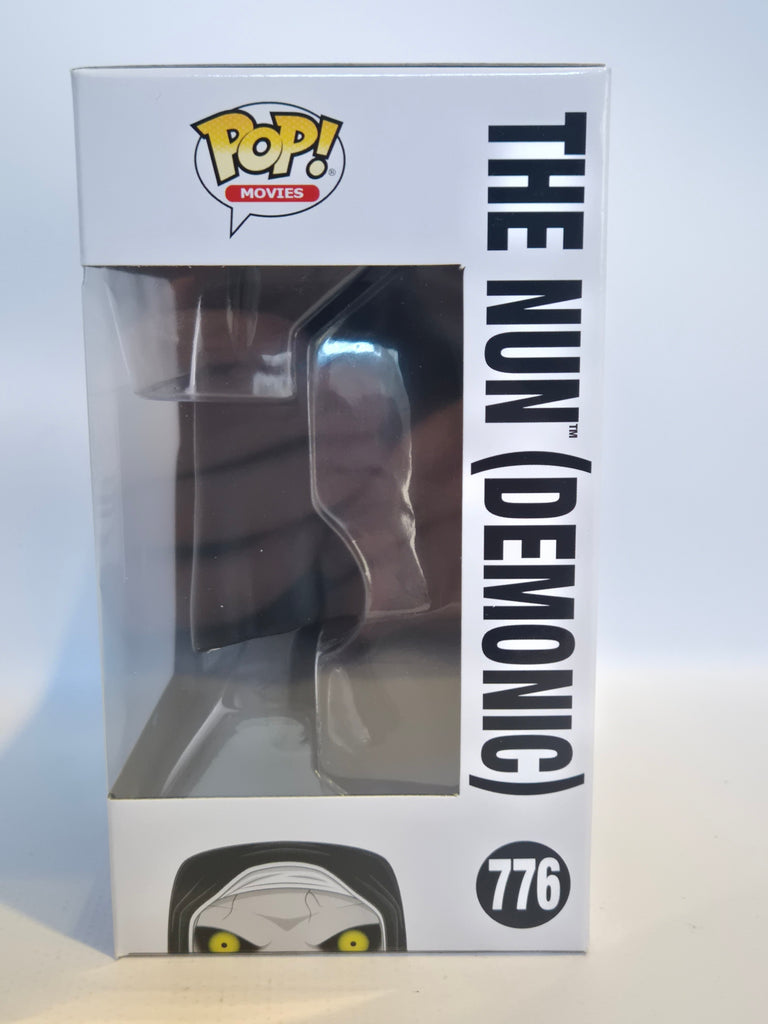 POP!®
MOVIES
THE NUN™ (DEMONIC)
776